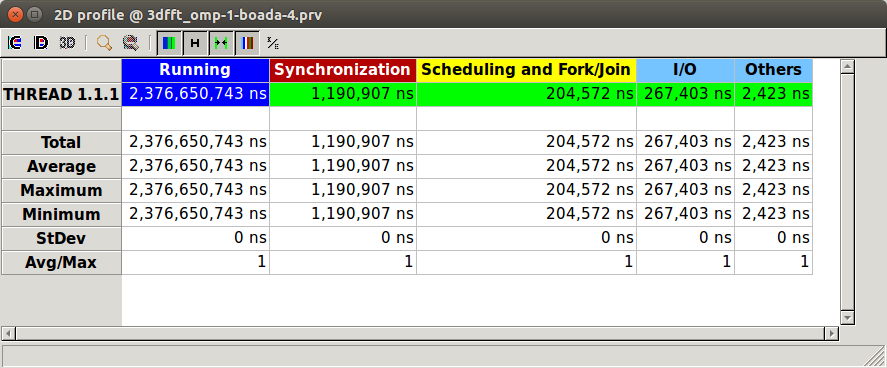 2D profile @ 3dfft_omp-1-boada-4.prv
3D
Running Synchronization Scheduling and Fork/Join I/O Others
THREAD 1.1.1 2,376,650,743 ns 1,190,907 ns 204,572 ns 267,403 ns 2,423 ns
Total 2,376,650,743 ns 1,190,907 ns 204,572 ns 267,403 ns 2,423 ns
Average 2,376,650,743 ns 1,190,907 ns 204,572 ns 267,403 ns 2,423 ns
Maximum 2,376,650,743 ns 1,190,907 ns 204,572 ns 267,403 ns 2,423 ns
Minimum 2,376,650,743 ns 1,190,907 ns 204,572 ns 267,403 ns 2,423 ns
StDev 0 ns 0 ns 0 ns 0 ns 0 ns
Avg/Max 1 1 1 1 1